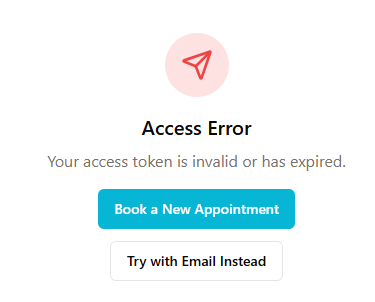 Access Error
Your access token is invalid or has expired.
Book a New Appointment
Try with Email Instead